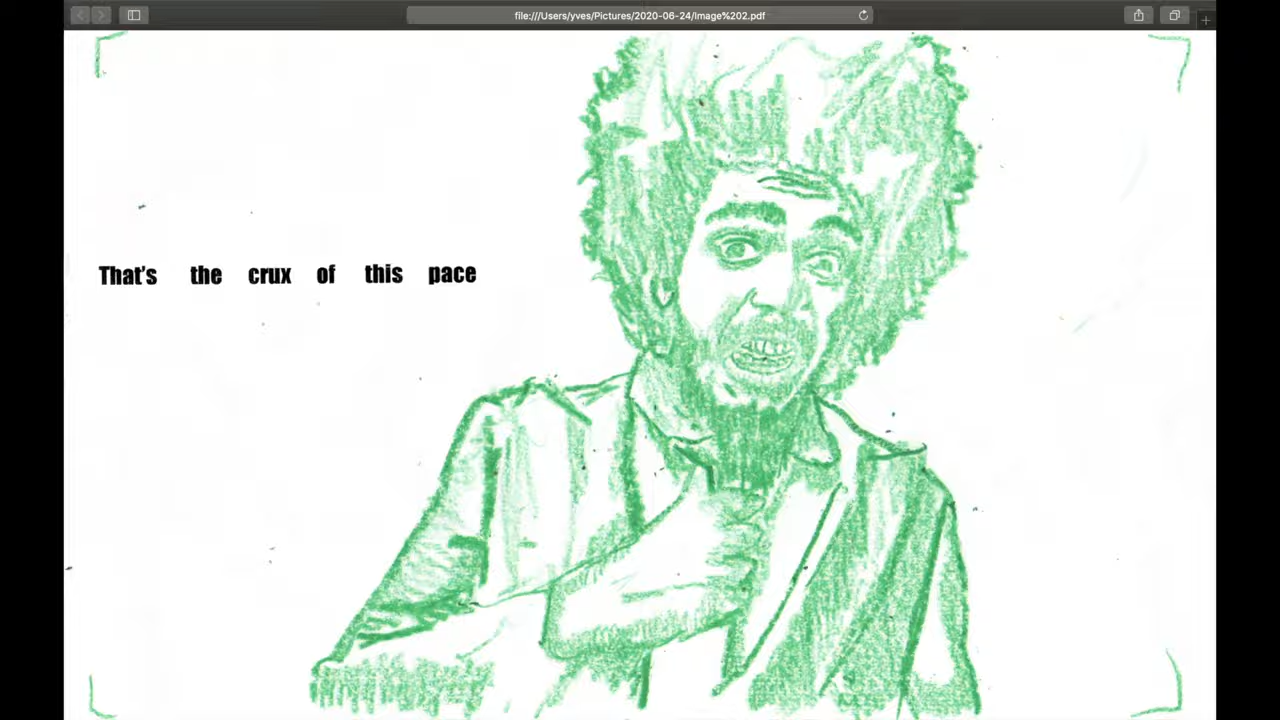 file:///Users/yves/Pictures/2020-06-24/Image%202.pdf
That's the crux of this pace